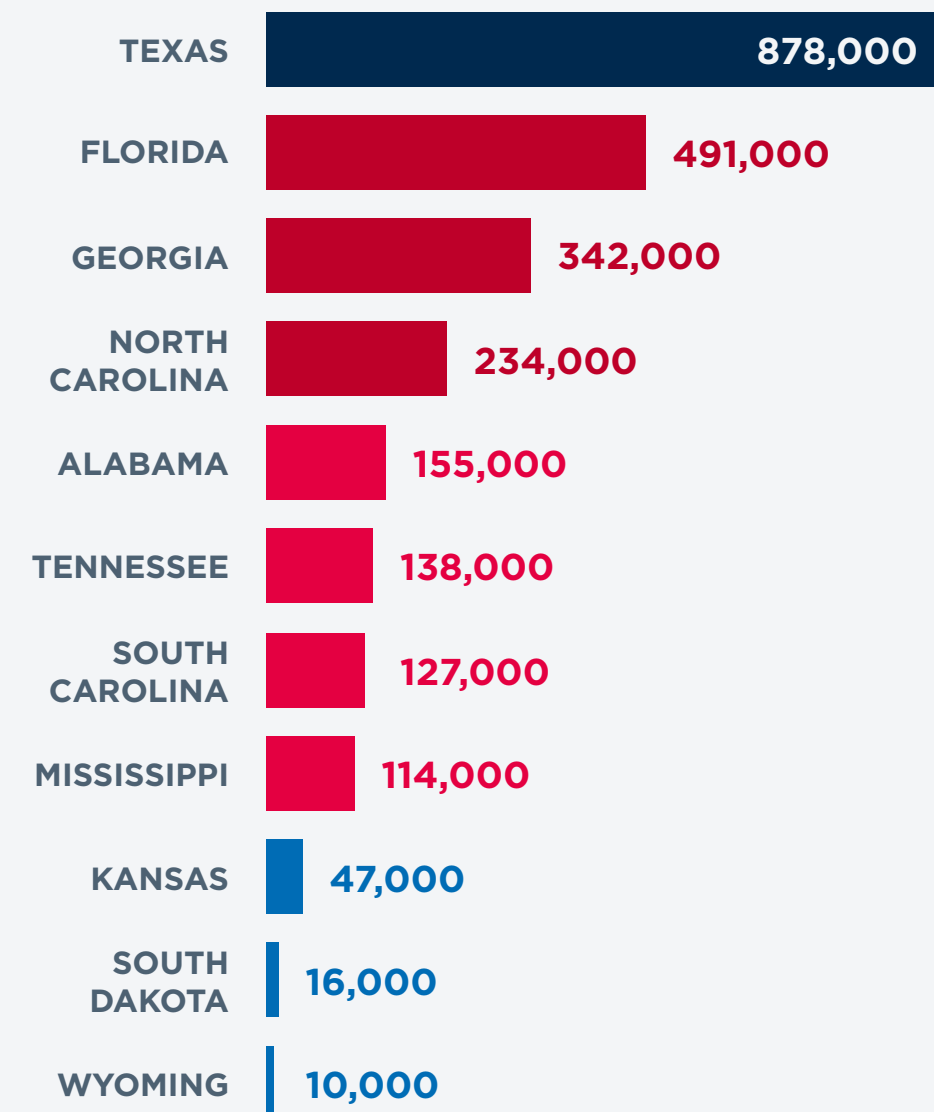 TEXAS 878,000
FLORIDA 491,000
GEORGIA 342,000
NORTH
CAROLINA 234,000
ALABAMA 155,000
TENNESSEE 138,000
SOUTH
CAROLINA 127,000
MISSISSIPPI 114,000
KANSAS 47,000
SOUTH
DAKOTA 16,000
WYOMING 10,000